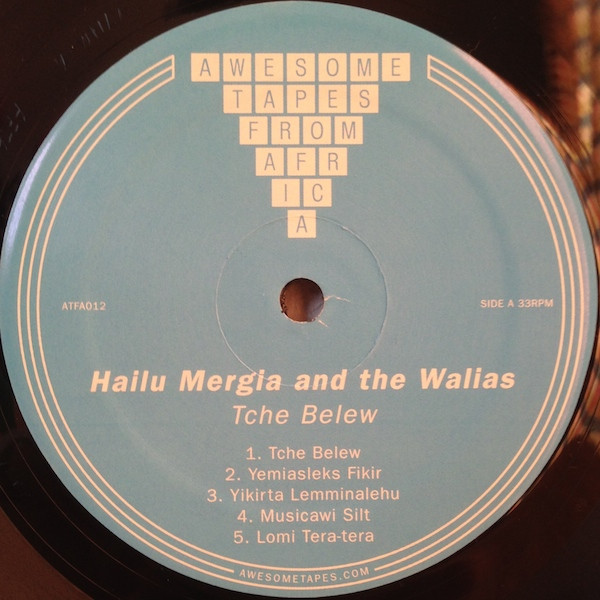 AWESOME
TAPES
FROM
AFR
IC
A
ATFA012
SIDE A 33RPM
Hailu Mergia and the Walias
Tche Belew
1. Tche Belew
2. Yemiasleks Fikir
3. Yikirta Lemminalehu
4. Musicawi Silt
5. Lomi Tera-tera
AWESOMETAPES.COM